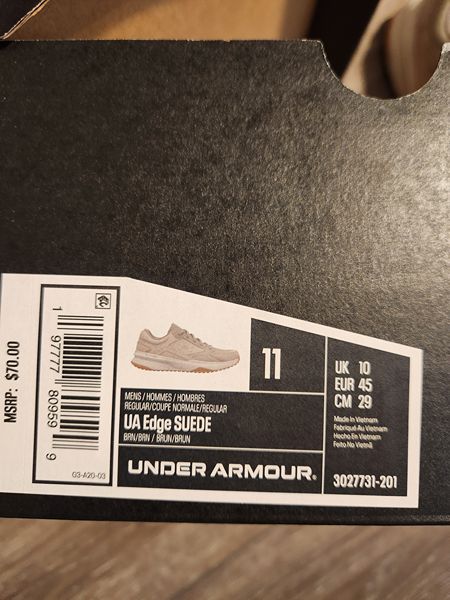 MSRP: $70.00
1 97777 80959 9
03-A20-03
11
MENS / HOMMES / HOMBRES
REGULAR/COUPE NORMALE/REGULAR
UA Edge SUEDE
BRN/BRN / BRUN/BRUN
UNDER ARMOUR®
UK 10
EUR 45
CM 29
Made In Vietnam
Fabriqué Au Vietnam
Hecho En Vietnam
Feito No Vietnã
3027731-201